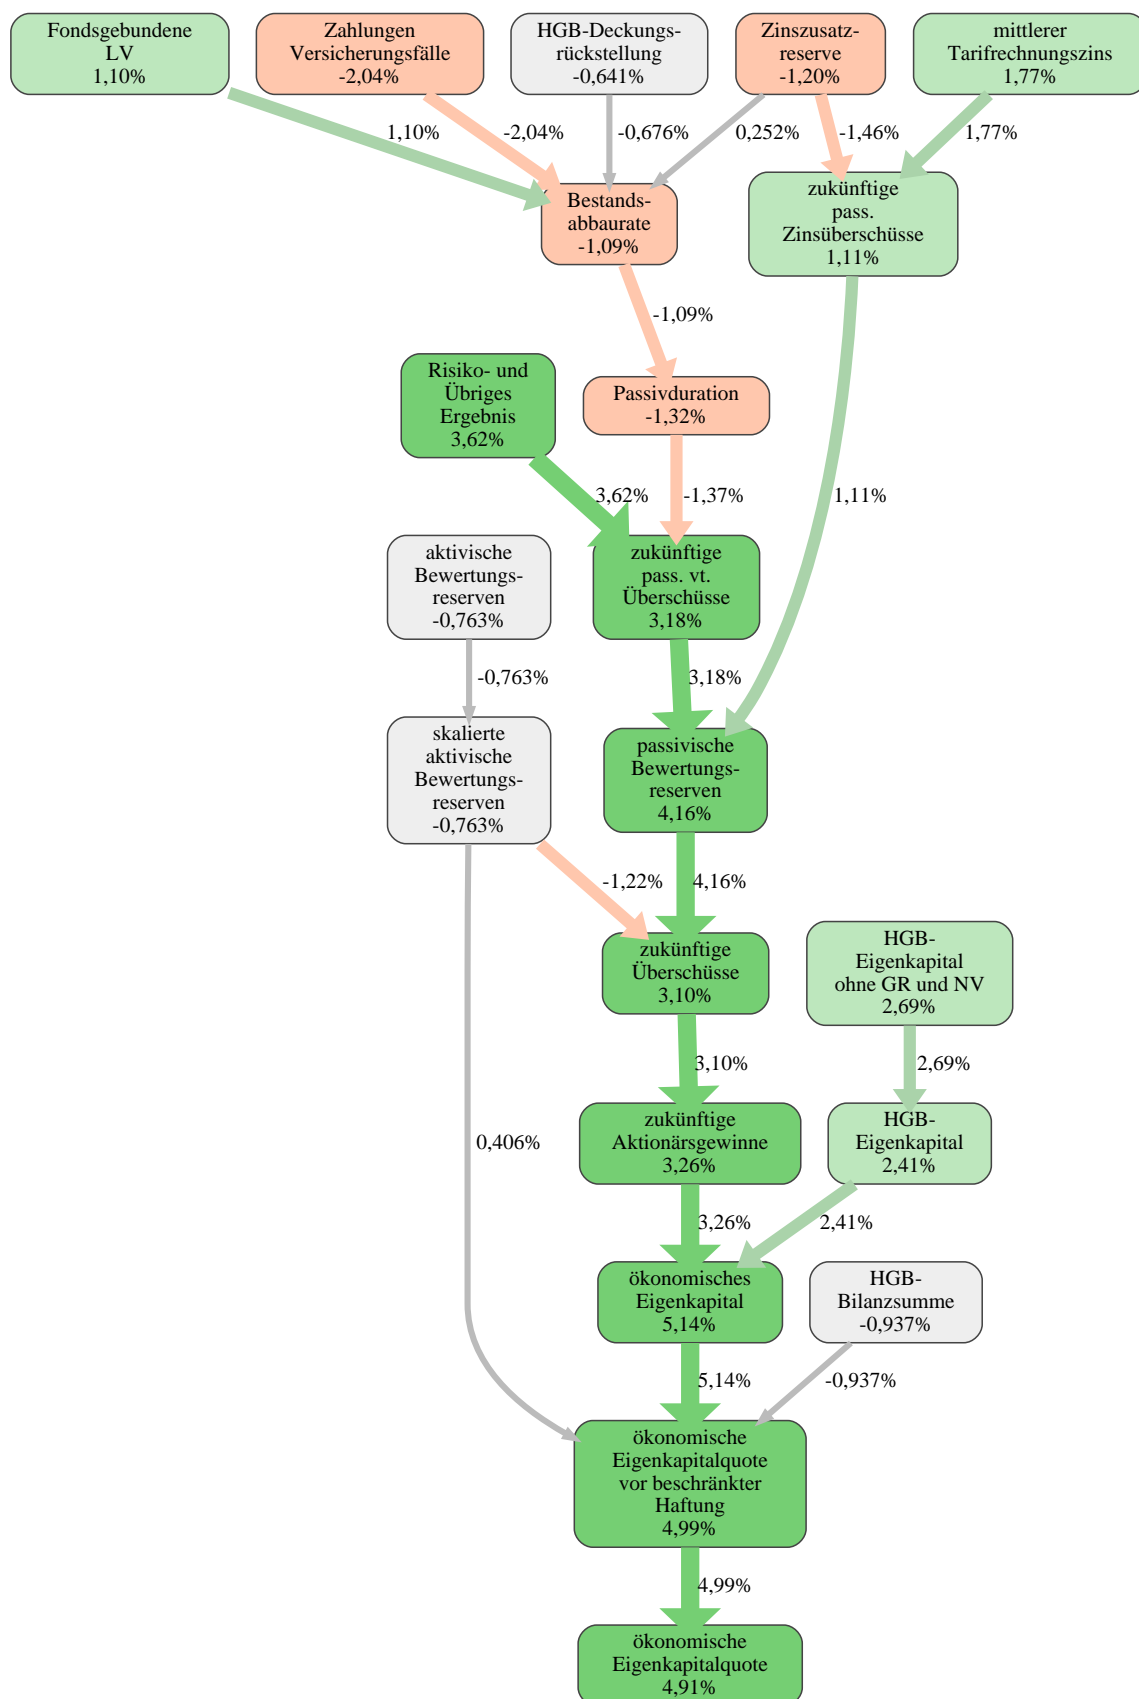 Fondsgebundene
LV
1,10%
Zahlungen
Versicherungsfälle
-2,04%
HGB-Deckungs-
rückstellung
-0,641%
Zinszusatz-
reserve
-1,20%
mittlerer
Tarifrechnungszins
1,77%
1,10%
-2,04%
-0,676%
0,252%
-1,46%
1,77%
Bestands-
abbaurate
-1,09%
zukünftige
pass.
Zinsüberschüsse
1,11%
-1,09%
Risiko- und
Übriges
Ergebnis
3,62%
Passivduration
-1,32%
3,62%
-1,37%
1,11%
aktivische
Bewertungs-
reserven
-0,763%
zukünftige
pass. vt.
Überschüsse
3,18%
-0,763%
3,18%
skalierte
aktivische
Bewertungs-
reserven
-0,763%
passivische
Bewertungs-
reserven
4,16%
-1,22%
4,16%
zukünftige
Überschüsse
3,10%
HGB-
Eigenkapital
ohne GR und NV
2,69%
3,10%
2,69%
0,406%
zukünftige
Aktionärsgewinne
3,26%
HGB-
Eigenkapital
2,41%
3,26%
2,41%
ökonomisches
Eigenkapital
5,14%
HGB-
Bilanzsumme
-0,937%
5,14%
-0,937%
ökonomische
Eigenkapitalquote
vor beschränkter
Haftung
4,99%
4,99%
ökonomische
Eigenkapitalquote
4,91%